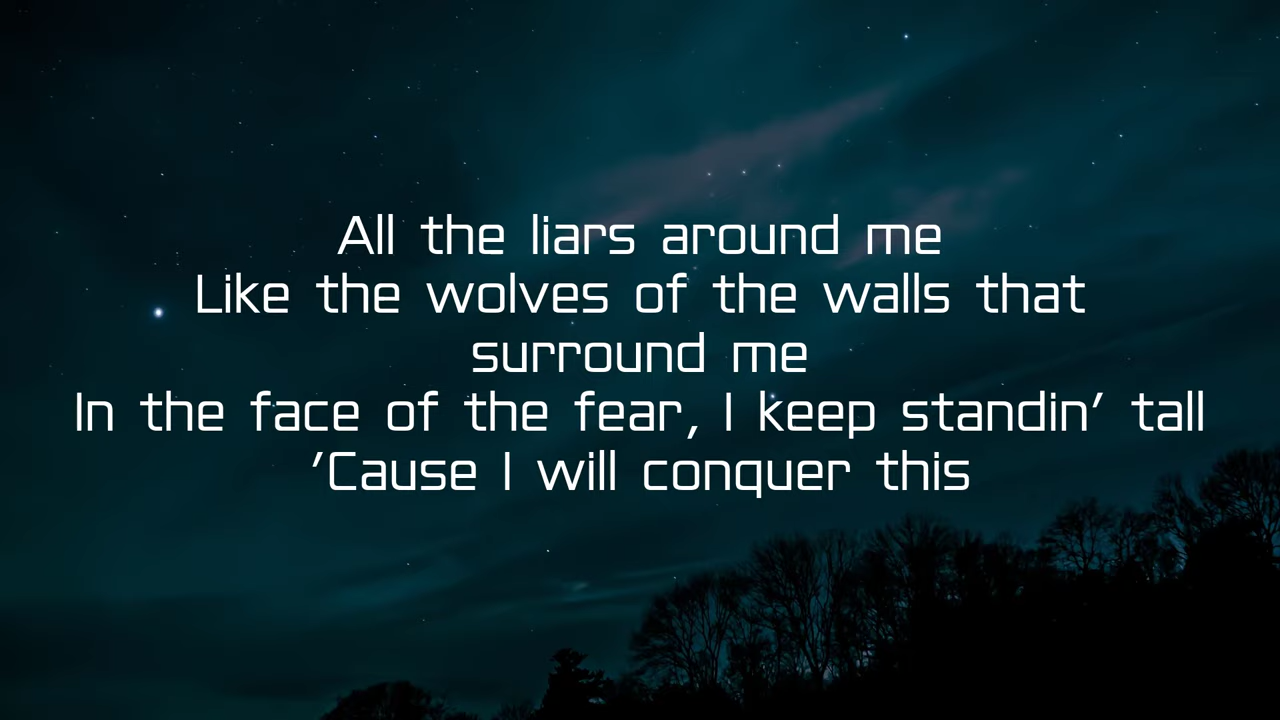 All the liars around me
Like the wolves of the walls that
surround me
In the face of the fear, I keep standin' tall
'Cause I will conquer this